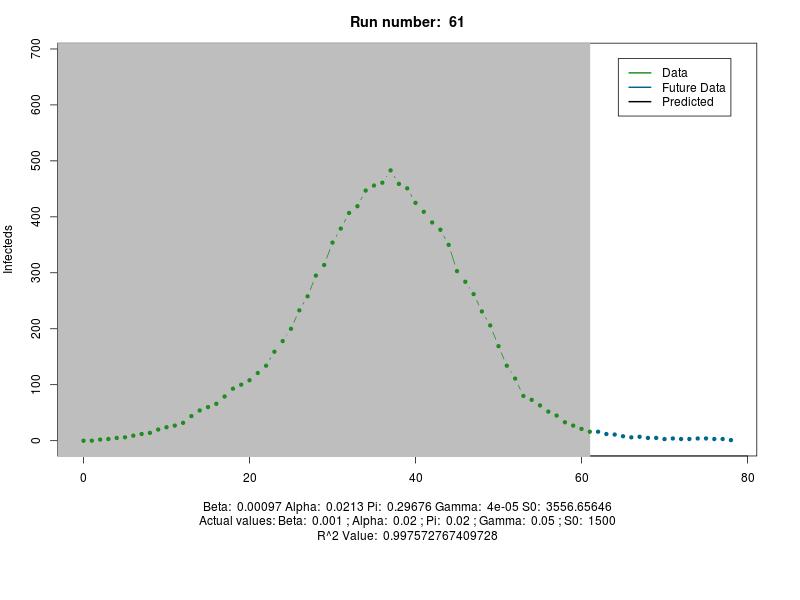 Run number: 61
700
600
500
400
300
200
100
0
Infecteds
Data
Future Data
Predicted
0 20 40 60 80
Beta: 0.00097 Alpha: 0.0213 Pi: 0.29676 Gamma: 4e-05 S0: 3556.65646
Actual values: Beta: 0.001 ; Alpha: 0.02 ; Pi: 0.02 ; Gamma: 0.05 ; S0: 1500
R^2 Value: 0.997572767409728